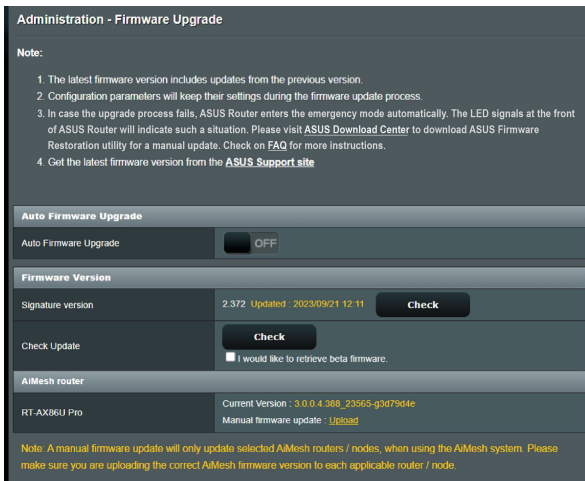 Administration - Firmware Upgrade
Note:
1. The latest firmware version includes updates from the previous version.
2. Configuration parameters will keep their settings during the firmware update process.
3. In case the upgrade process fails, ASUS Router enters the emergency mode automatically. The LED signals at the front
of ASUS Router will indicate such a situation. Please visit ASUS Download Center to download ASUS Firmware
Restoration utility for a manual update. Check on FAQ for more instructions.
4. Get the latest firmware version from the ASUS Support site
Auto Firmware Upgrade
Auto Firmware Upgrade OFF
Firmware Version
Signature version 2.372 Updated : 2023/09/21 12:11 Check
Check Update Check
I would like to retrieve beta firmware.
AiMesh router
RT-AX86U Pro Current Version : 3.0.0.4.388_23565-g3d79d4e
Manual firmware update : Upload
Note: A manual firmware update will only update selected AiMesh routers / nodes, when using the AiMesh system. Please
make sure you are uploading the correct AiMesh firmware version to each applicable router / node.